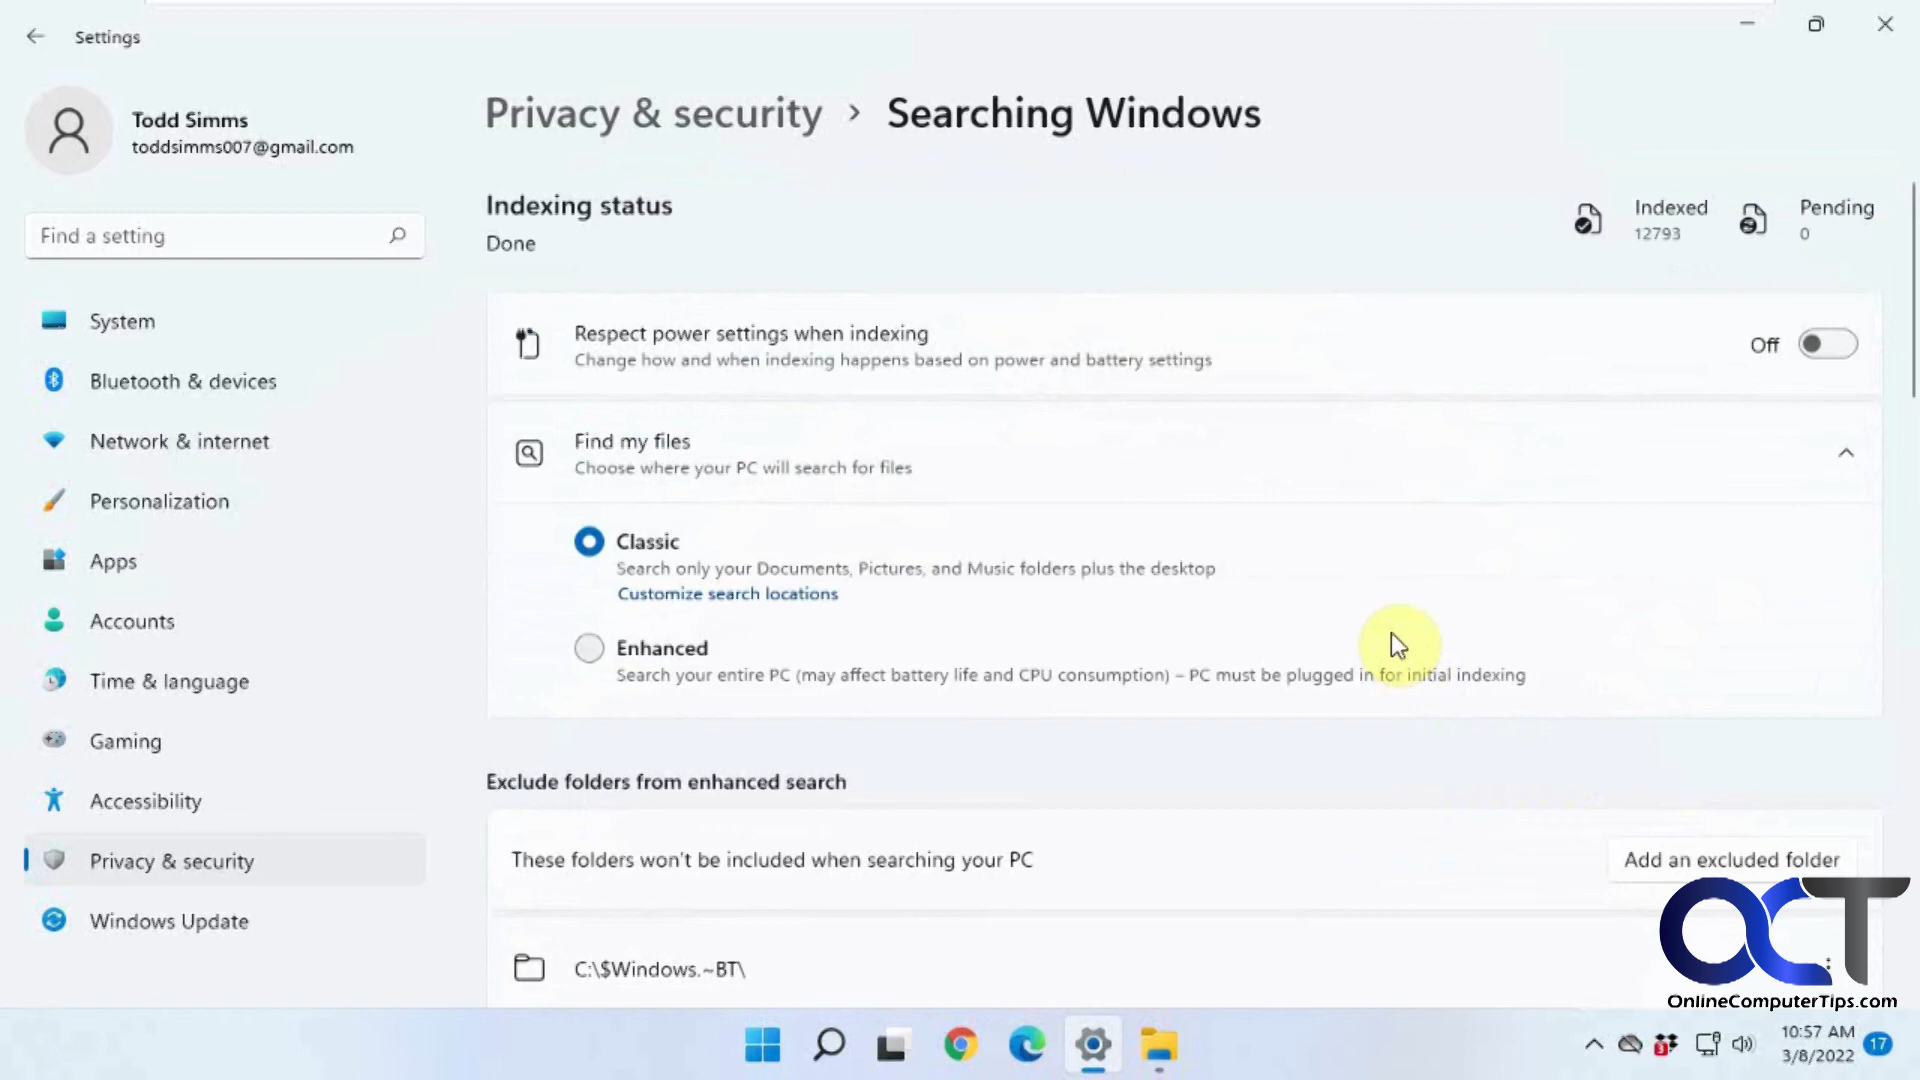 Settings
Todd Simms
toddsimms007@gmail.com
Find a setting
System
Bluetooth & devices
Network & internet
Personalization
Apps
Accounts
Time & language
Gaming
Accessibility
Privacy & security
Windows Update
Privacy & security > Searching Windows
Indexing status
Done
Indexed
12793
Pending
0
Respect power settings when indexing
Change how and when indexing happens based on power and battery settings
Off
Find my files
Choose where your PC will search for files
Classic
Search only your Documents, Pictures, and Music folders plus the desktop
Customize search locations
Enhanced
Search your entire PC (may affect battery life and CPU consumption) – PC must be plugged in for initial indexing
Exclude folders from enhanced search
These folders won't be included when searching your PC
Add an excluded folder
C:\$Windows.~BT\
OCT
OnlineComputerTips.com
3
10:57 AM
3/8/2022
17